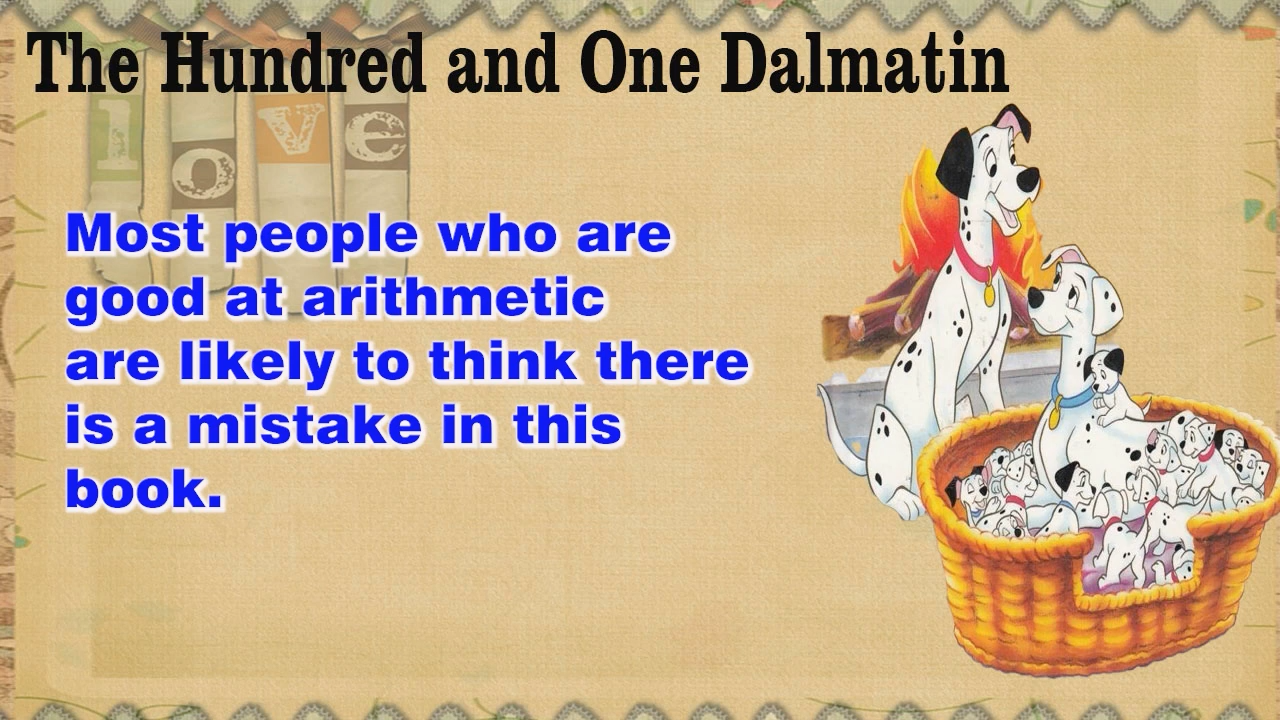 The Hundred and One Dalmatin
love
Most people who are
good at arithmetic
are likely to think there
is a mistake in this
book.